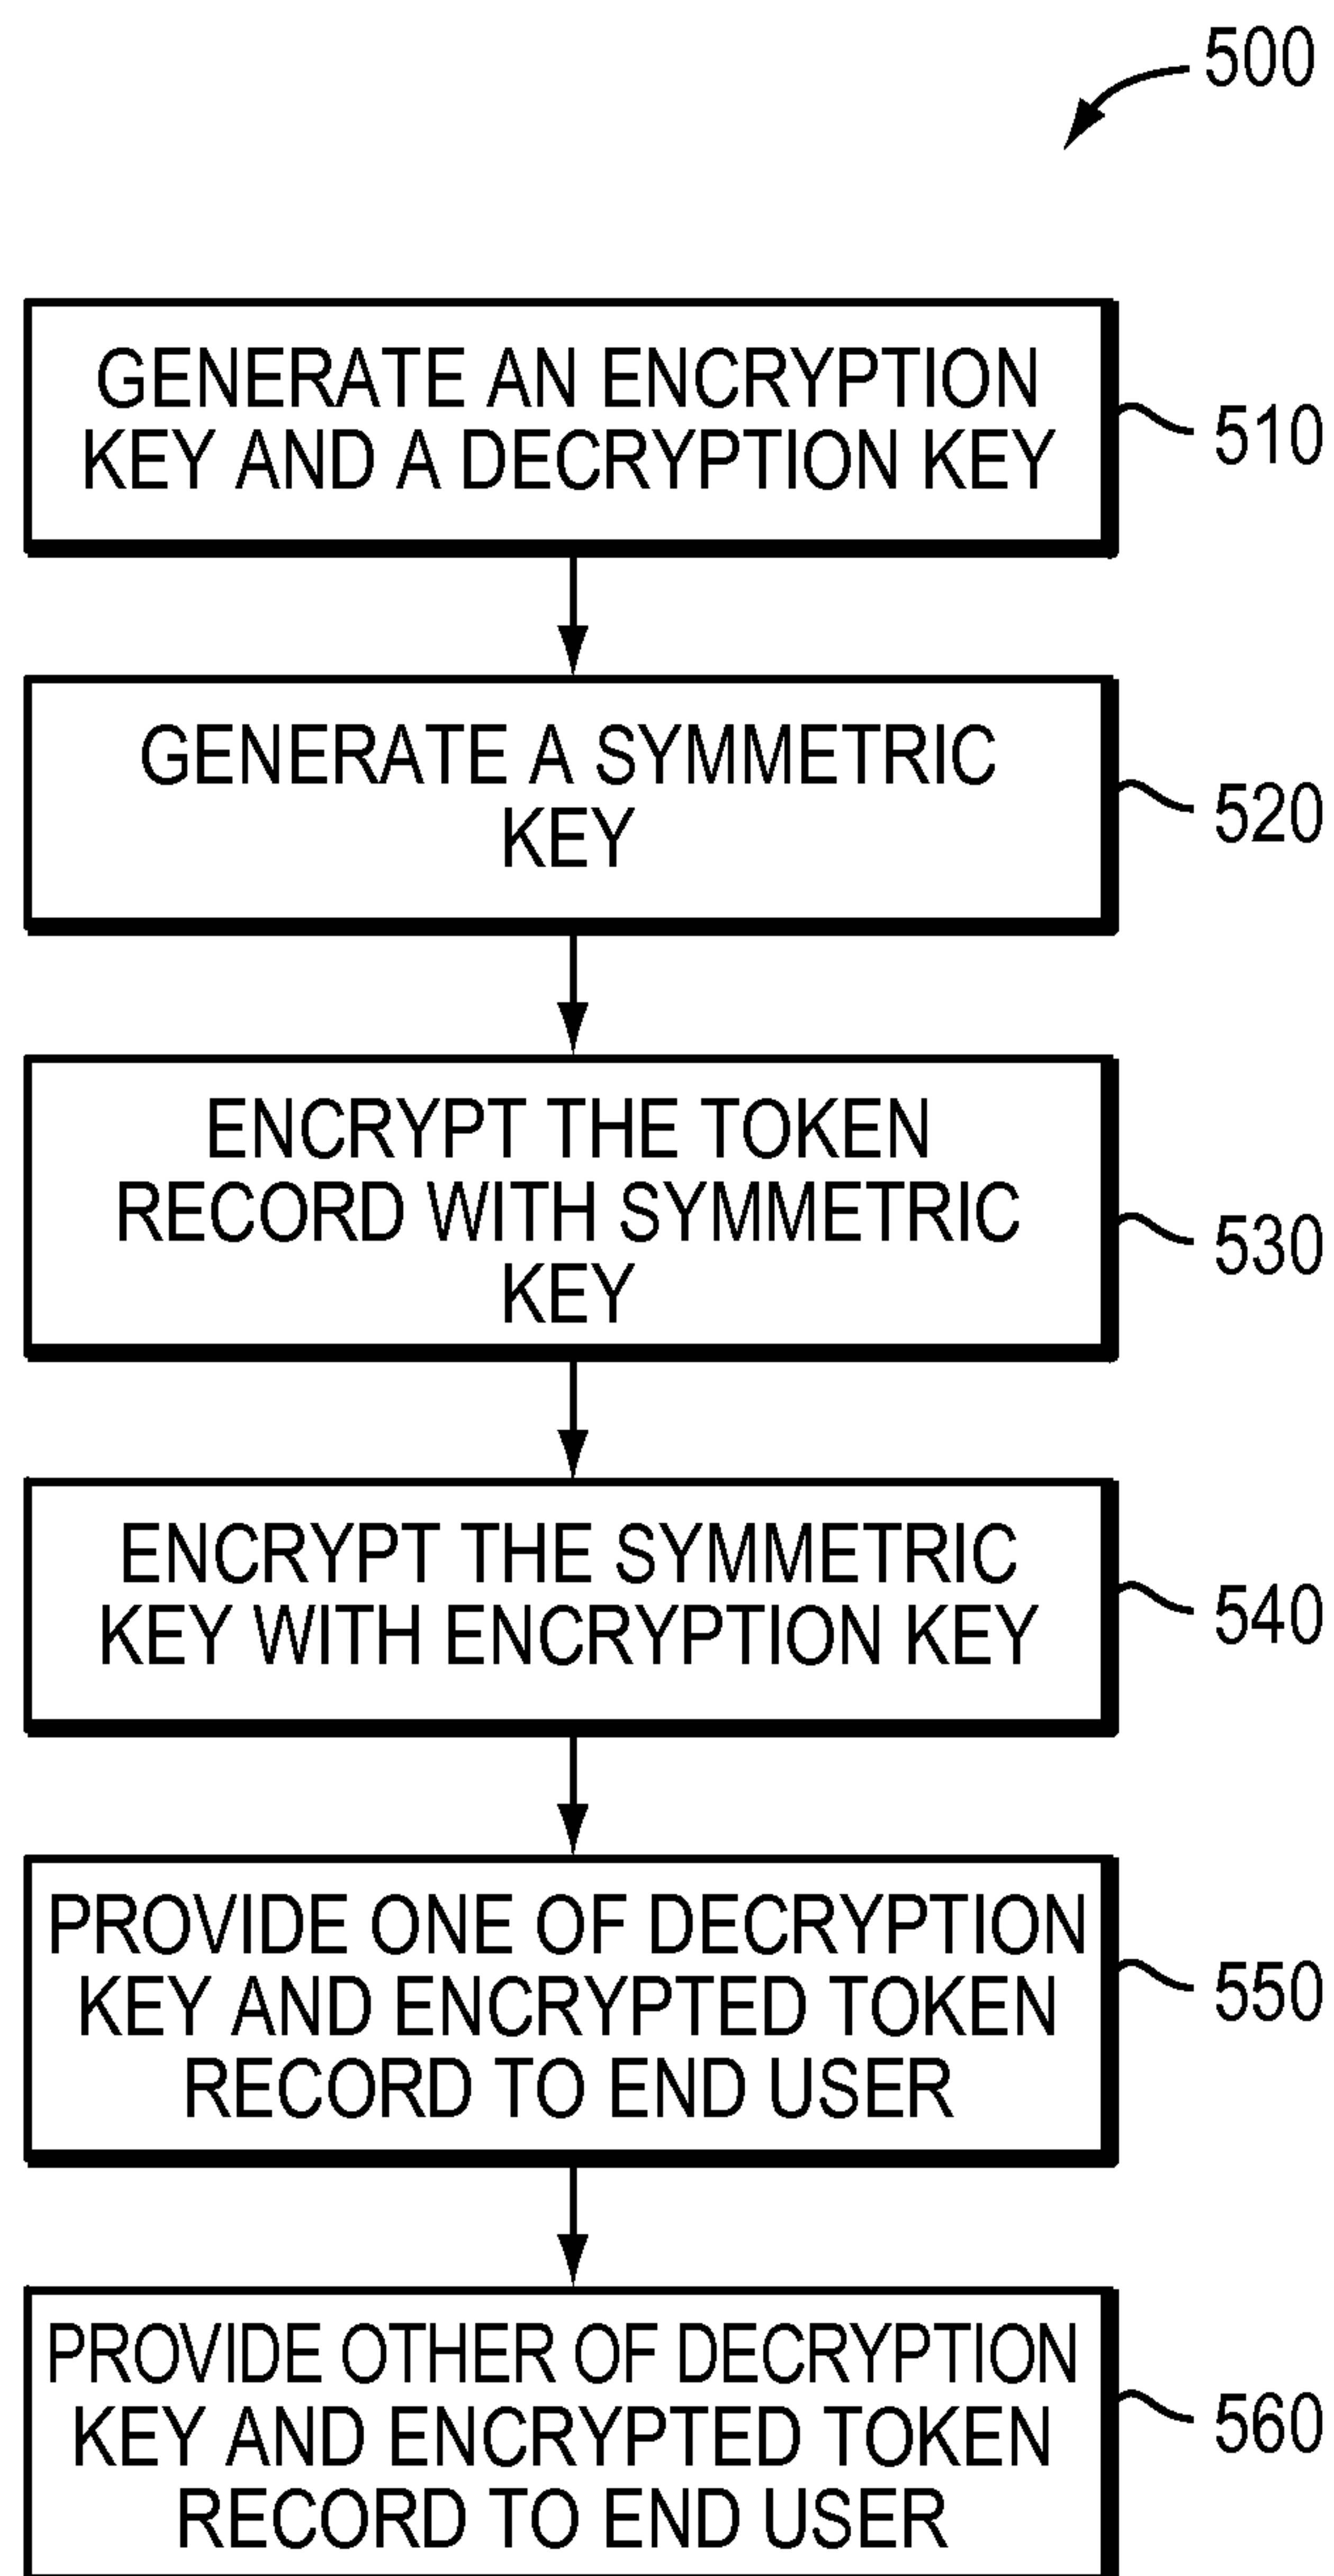 500
GENERATE AN ENCRYPTION
KEY AND A DECRYPTION KEY
510
GENERATE A SYMMETRIC
KEY
520
ENCRYPT THE TOKEN
RECORD WITH SYMMETRIC
KEY
530
ENCRYPT THE SYMMETRIC
KEY WITH ENCRYPTION KEY
540
PROVIDE ONE OF DECRYPTION
KEY AND ENCRYPTED TOKEN
RECORD TO END USER
550
PROVIDE OTHER OF DECRYPTION
KEY AND ENCRYPTED TOKEN
RECORD TO END USER
560